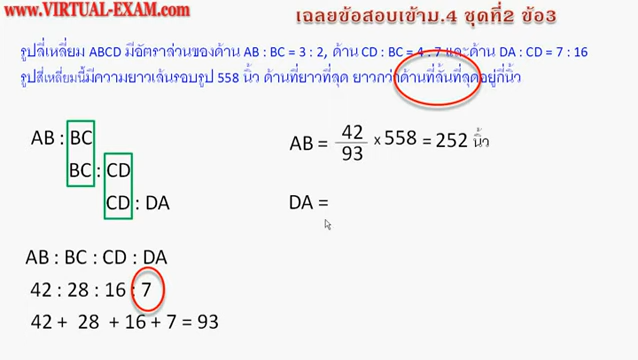 www.VIRTUAL-EXAM.com
เฉลยข้อสอบเข้าม.4 ชุดที่2 ข้อ3
รูปสี่เหลี่ยม ABCD มีอัตราส่วนของด้าน AB : BC = 3 : 2, ด้าน CD : BC = 4 : 7 และด้าน DA : CD = 7 : 16
รูปสี่เหลี่ยมนี้มีความยาวเส้นรอบรูป 558 นิ้ว ด้านที่ยาวที่สุด ยาวกว่าด้านที่สั้นที่สุดอยู่กี่นิ้ว
AB : BC
BC : CD
CD : DA
AB : BC : CD : DA
42 : 28 : 16 : 7
42 + 28 + 16 + 7 = 93
AB = 42/93 x 558 = 252 นิ้ว
DA =